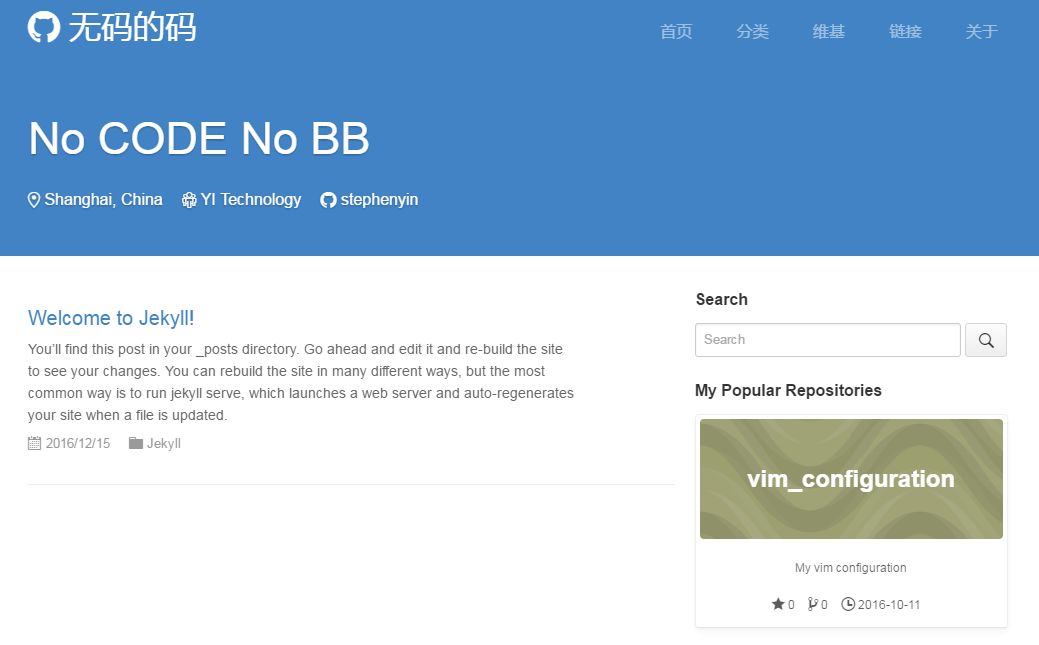 无码的码
首页 分类 维基 链接 关于
No CODE No BB
Shanghai, China YI Technology stephenyin
Welcome to Jekyll!
You’ll find this post in your _posts directory. Go ahead and edit it and re-build the site
to see your changes. You can rebuild the site in many different ways, but the most
common way is to run jekyll serve, which launches a web server and auto-regenerates
your site when a file is updated.
2016/12/15 Jekyll
Search
Search
My Popular Repositories
vim_configuration
My vim configuration
0 0 2016-10-11